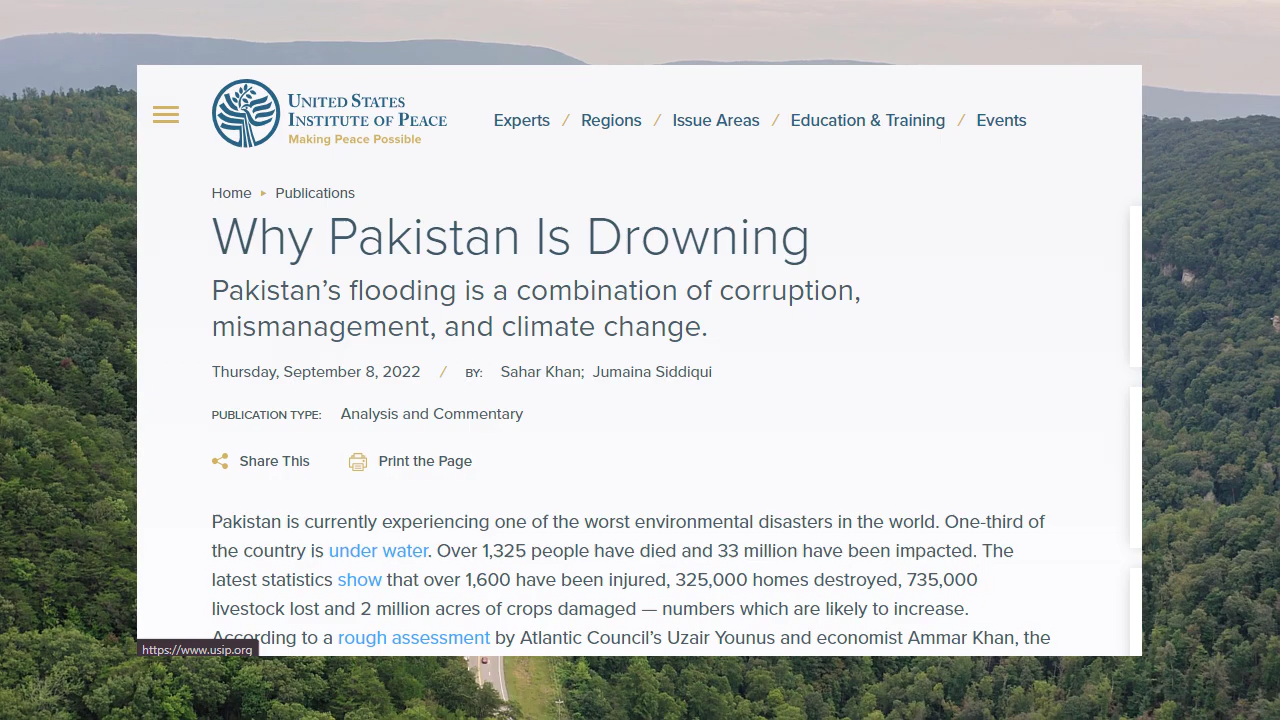 UNITED STATES
INSTITUTE OF PEACE
Making Peace Possible
Experts / Regions / Issue Areas / Education & Training / Events
Home ▸ Publications
Why Pakistan Is Drowning
Pakistan’s flooding is a combination of corruption,
mismanagement, and climate change.
Thursday, September 8, 2022 / BY: Sahar Khan; Jumaina Siddiqui
PUBLICATION TYPE: Analysis and Commentary
Share This Print the Page
Pakistan is currently experiencing one of the worst environmental disasters in the world. One-third of
the country is under water. Over 1,325 people have died and 33 million have been impacted. The
latest statistics show that over 1,600 have been injured, 325,000 homes destroyed, 735,000
livestock lost and 2 million acres of crops damaged — numbers which are likely to increase.
According to a rough assessment by Atlantic Council’s Uzair Younus and economist Ammar Khan, the
https://www.usip.org